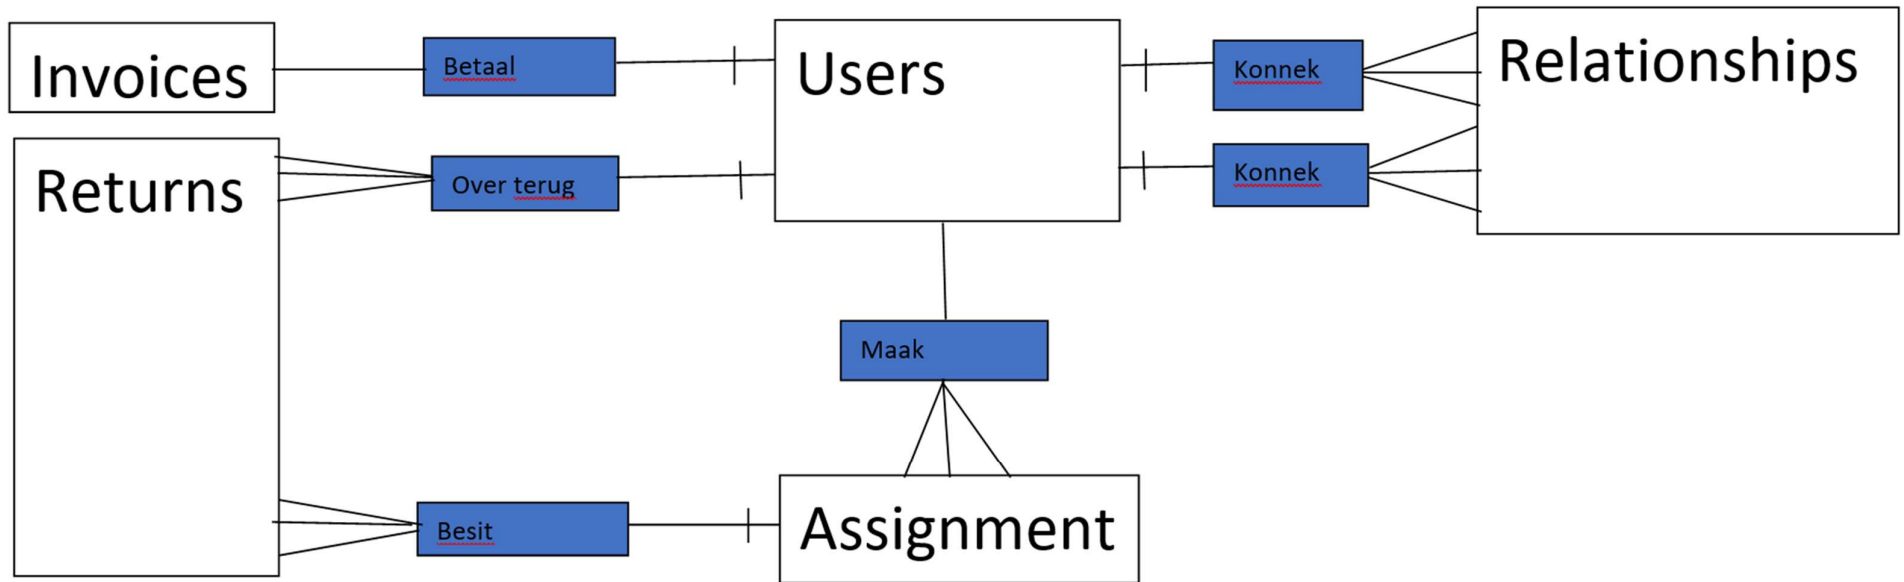 Invoices
Betaal
Users
Konnek
Relationships
Returns
Over terug
Konnek
Maak
Besit
Assignment